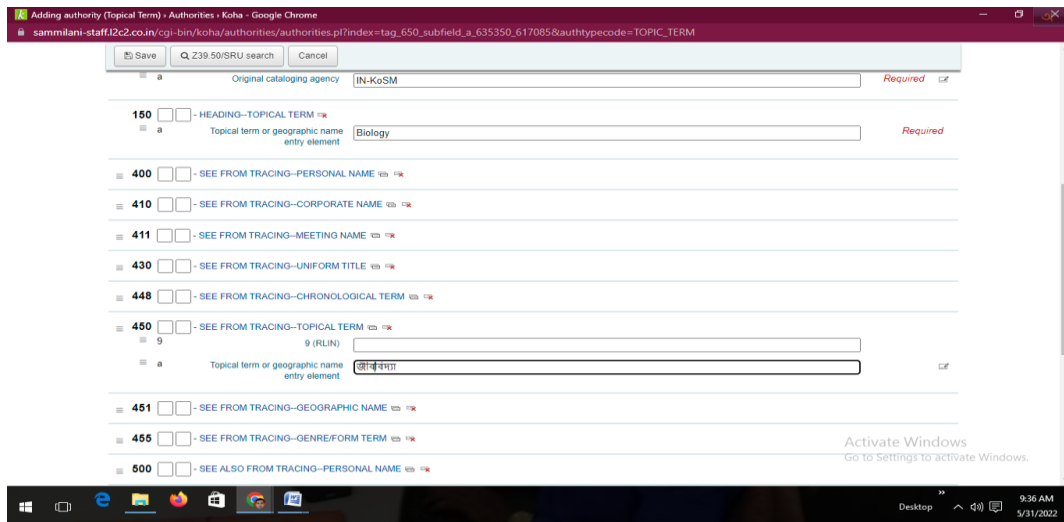 Adding authority (Topical Term) › Authorities › Koha - Google Chrome
sammilani-staff.l2c2.co.in/cgi-bin/koha/authorities/authorities.pl?index=tag_650_subfield_a_635350_617085&authtypecode=TOPIC_TERM
Save Z39.50/SRU search Cancel
a Original cataloging agency IN-KoSM Required
150 - HEADING--TOPICAL TERM
a Topical term or geographic name entry element Biology Required
400 - SEE FROM TRACING--PERSONAL NAME
410 - SEE FROM TRACING--CORPORATE NAME
411 - SEE FROM TRACING--MEETING NAME
430 - SEE FROM TRACING--UNIFORM TITLE
448 - SEE FROM TRACING--CHRONOLOGICAL TERM
450 - SEE FROM TRACING--TOPICAL TERM
9 9 (RLIN)
a Topical term or geographic name entry element
451 - SEE FROM TRACING--GEOGRAPHIC NAME
455 - SEE FROM TRACING--GENRE/FORM TERM
500 - SEE ALSO FROM TRACING--PERSONAL NAME
Activate Windows
Go to Settings to activate Windows.
Desktop
9:36 AM
5/31/2022